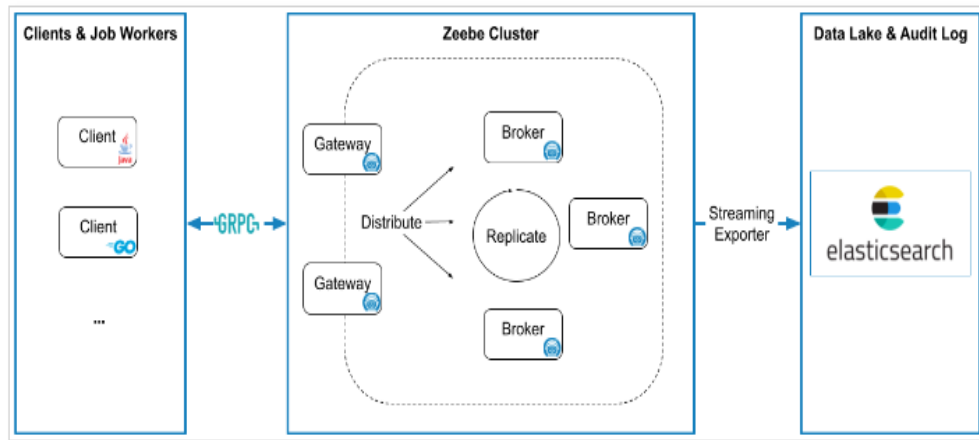 Clients & Job Workers
Client
Java
Client
GO
...
gRPC
Zeebe Cluster
Gateway
Gateway
Distribute
Replicate
Broker
Broker
Broker
Streaming
Exporter
Data Lake & Audit Log
elasticsearch